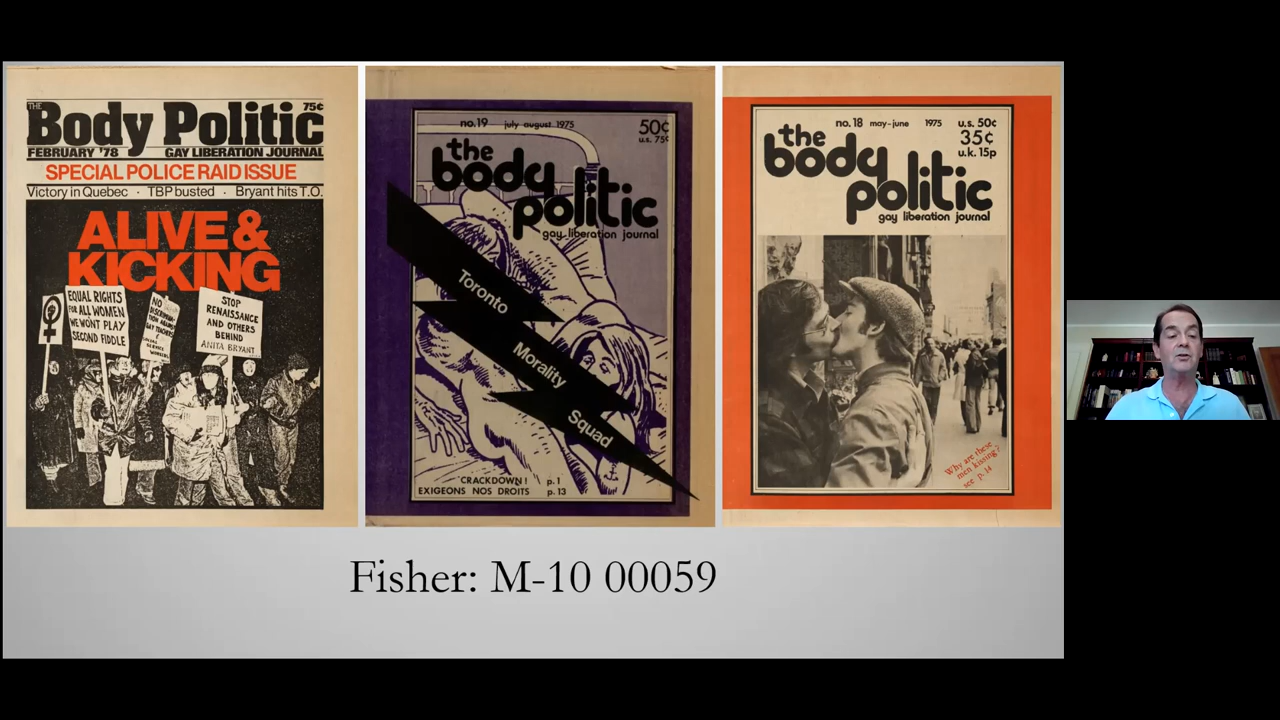 THE
Body Politic
75¢
FEBRUARY '78 GAY LIBERATION JOURNAL
SPECIAL POLICE RAID ISSUE
Victory in Quebec · TBP busted · Bryant hits T.O.
ALIVE &
KICKING
EQUAL RIGHTS
FOR ALL WOMEN
WE WONT PLAY
SECOND FIDDLE
NO
STOP
RENAISSANCE
AND OTHERS
BEHIND
ANITA BRYANT
no.19 july august 1975
50¢
u.s. 75¢
the
body
politic
gay liberation journal
Toronto
Morality
Squad
CRACKDOWN! p.1
EXIGEONS NOS DROITS p.13
no.18 may-june 1975
u.s. 50¢
35¢
u.k. 15p
the
body
politic
gay liberation journal
Why are these
men kissing?
see p. 14
Fisher: M-10 00059